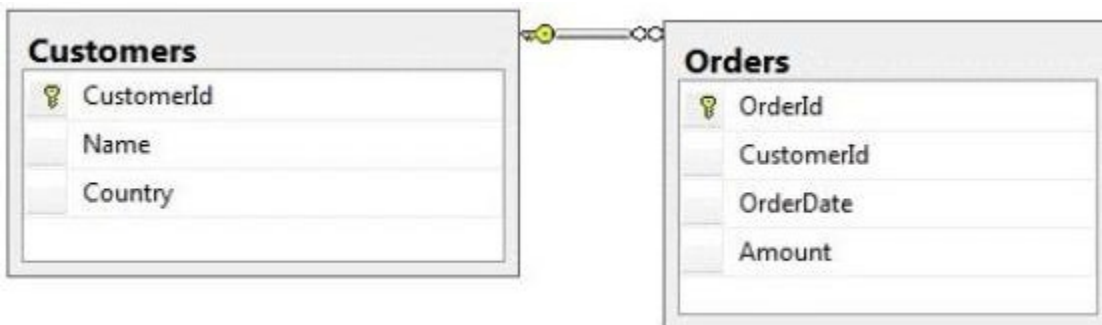 Customers
CustomerId
Name
Country
Orders
OrderId
CustomerId
OrderDate
Amount